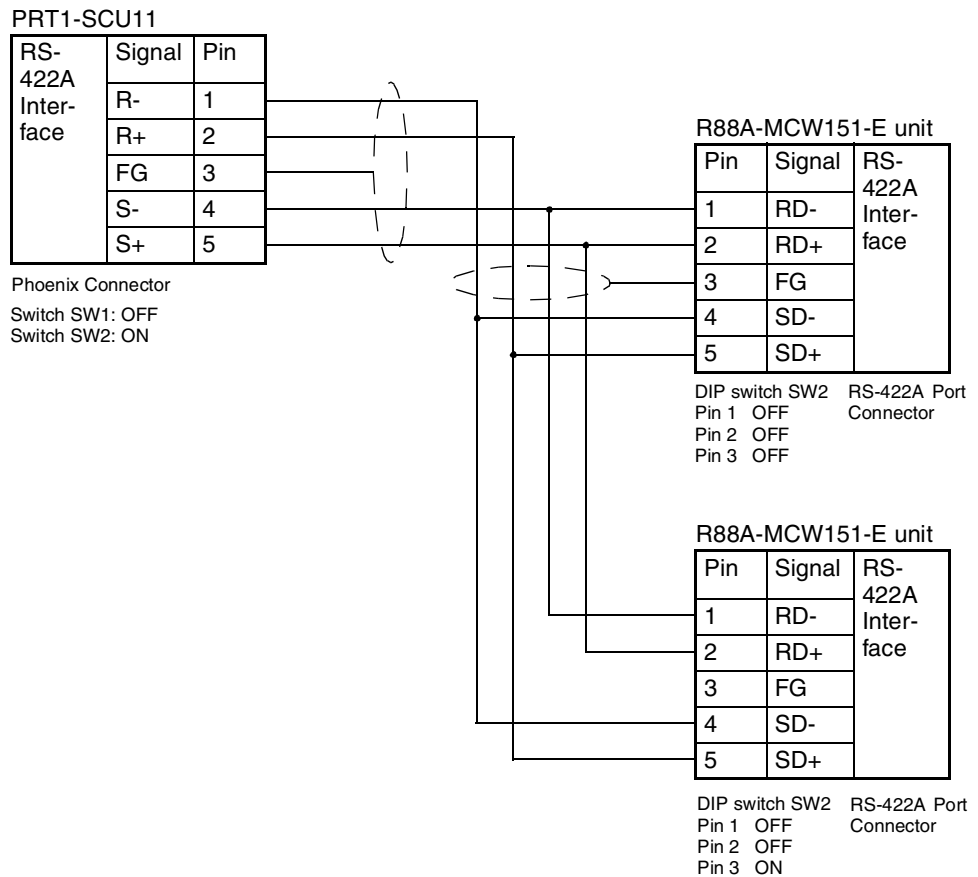 PRT1-SCU11
RS-422A Inter-face Signal Pin
R- 1
R+ 2
FG 3
S- 4
S+ 5
Phoenix Connector
Switch SW1: OFF
Switch SW2: ON
R88A-MCW151-E unit
Pin Signal RS-422A Inter-face
1 RD-
2 RD+
3 FG
4 SD-
5 SD+
DIP switch SW2
Pin 1 OFF
Pin 2 OFF
Pin 3 OFF
RS-422A Port
Connector
R88A-MCW151-E unit
Pin Signal RS-422A Inter-face
1 RD-
2 RD+
3 FG
4 SD-
5 SD+
DIP switch SW2
Pin 1 OFF
Pin 2 OFF
Pin 3 ON
RS-422A Port
Connector